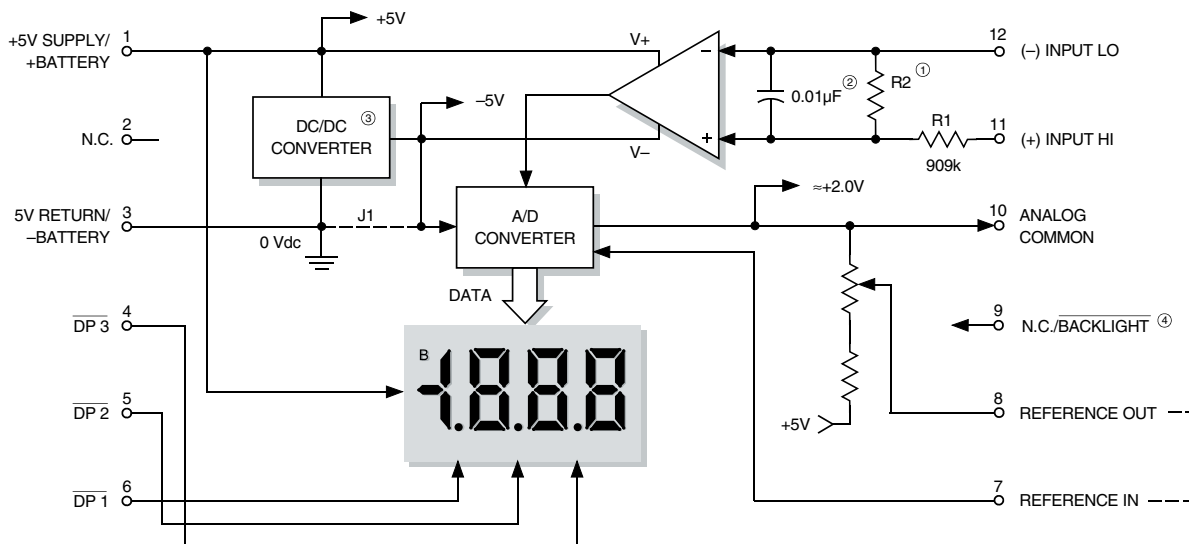 +5V
+5V SUPPLY/
+BATTERY
1
V+
–
12
(–) INPUT LO
DC/DC ③
CONVERTER
–5V
0.01µF ②
R2 ①
N.C.
2
V–
+
R1
909k
11
(+) INPUT HI
5V RETURN/
–BATTERY
3
0 Vdc
J1
A/D
CONVERTER
≈+2.0V
10
ANALOG
COMMON
DATA
DP 3
4
B
-1.8.8.8
9
N.C./BACKLIGHT ④
DP 2
5
+5V
8
REFERENCE OUT
DP 1
6
7
REFERENCE IN